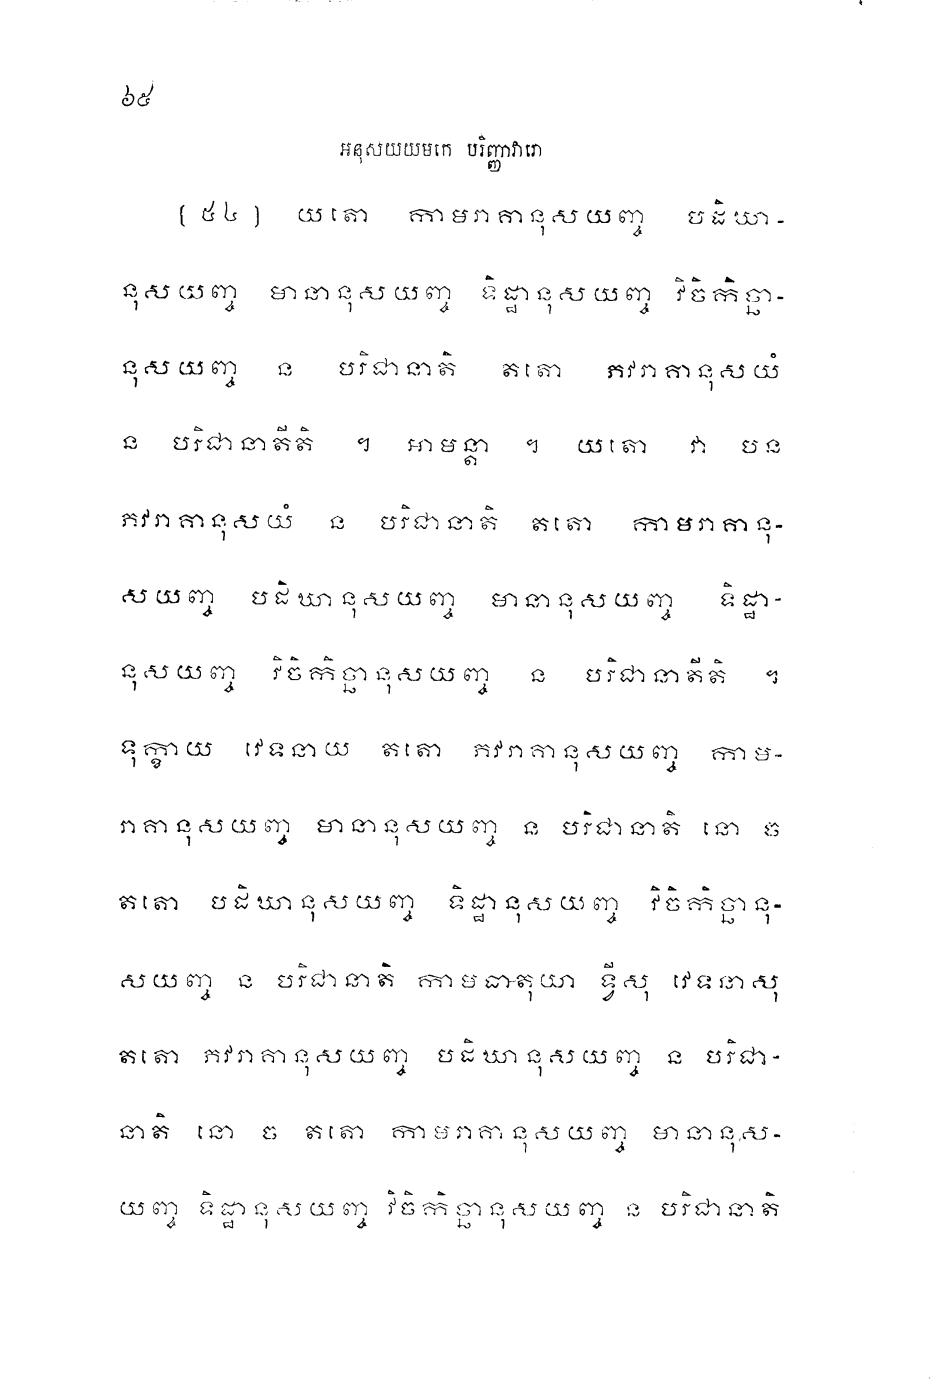 ៦៥
អនុសយយមកេ បរិញ្ញាវារោ
(៥៤) យតោ កាមរាគានុសយញ្ច បដិឃា-
នុសយញ្ច មានានុសយញ្ច ទិដ្ឋានុសយញ្ច វិចិកិច្ឆា-
នុសយញ្ច ន បរិជានាតិ តតោ ភវរាគានុសយំ
ន បរិជានាតីតិ ។ អាមន្តា ។ យតោ វា បន
ភវរាគានុសយំ ន បរិជានាតិ តតោ កាមរាគានុ-
សយញ្ច បដិឃានុសយញ្ច មានានុសយញ្ច ទិដ្ឋា-
នុសយញ្ច វិចិកិច្ឆានុសយញ្ច ន បរិជានាតីតិ ។
ទុក្ខាយ វេទនាយ តតោ ភវរាគានុសយញ្ច កាម-
រាគានុសយញ្ច មានានុសយញ្ច ន បរិជានាតិ នោ ច
តតោ បដិឃានុសយញ្ច ទិដ្ឋានុសយញ្ច វិចិកិច្ឆានុ-
សយញ្ច ន បរិជានាតិ កាមធាតុយា ទ្វីសុ វេទនាសុ
តតោ ភវរាគានុសយញ្ច បដិឃានុសយញ្ច ន បរិជា-
នាតិ នោ ច តតោ កាមរាគានុសយញ្ច មានានុស-
យញ្ច ទិដ្ឋានុសយញ្ច វិចិកិច្ឆានុសយញ្ច ន បរិជានាតិ